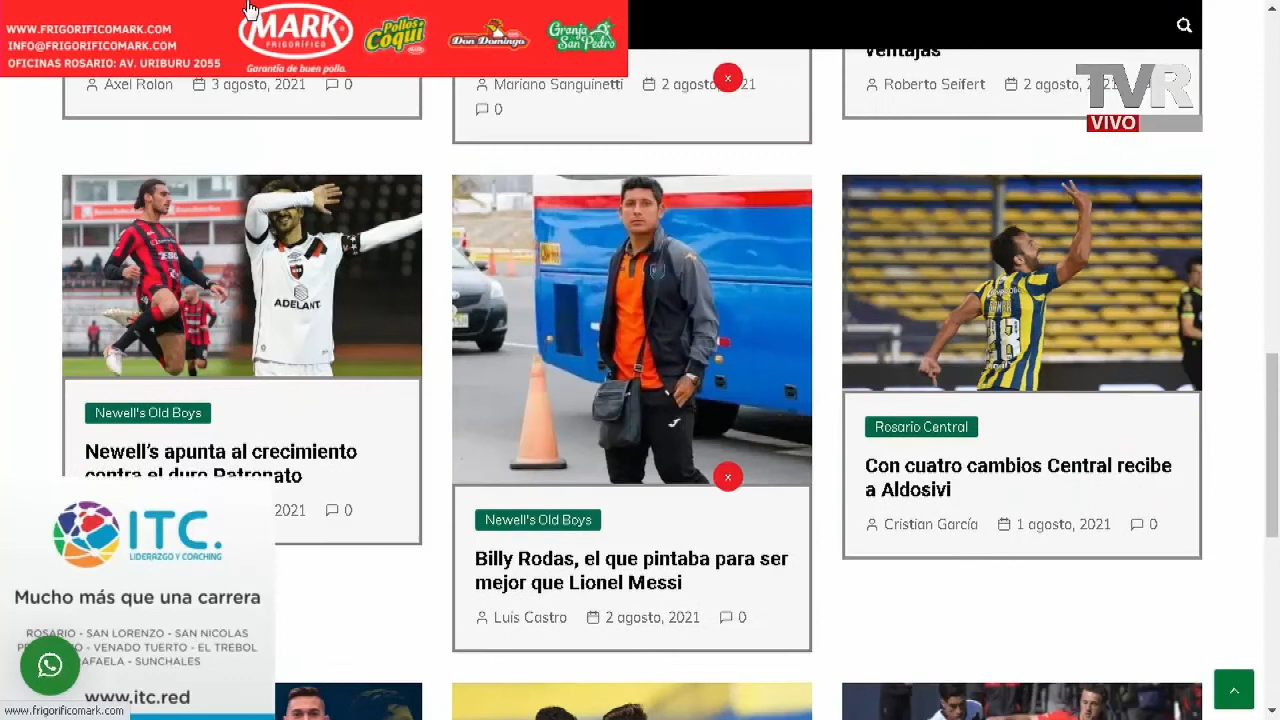 WWW.FRIGORIFICOMARK.COM
INFO@FRIGORIFICOMARK.COM
OFICINAS ROSARIO: AV. URIBURU 2055
MARK
FRIGORÍFICO
Garantía de buen pollo.
Pollos Coqui
Don Domingo
Granja San Pedro
x
ventajas
Axel Rolon 3 agosto, 2021 0
Mariano Sanguinetti 2 agosto, 2021
0
Roberto Seifert 2 agosto, 2021
TVR
VIVO
ADELANT
Newell's Old Boys
Newell’s apunta al crecimiento
contra el duro Patronato
2021 0
x
Newell's Old Boys
Billy Rodas, el que pintaba para ser
mejor que Lionel Messi
Luis Castro 2 agosto, 2021 0
Rosario Central
Con cuatro cambios Central recibe
a Aldosivi
Cristian García 1 agosto, 2021 0
ITC.
LIDERAZGO Y COACHING
Mucho más que una carrera
ROSARIO - SAN LORENZO - SAN NICOLAS
- VENADO TUERTO - EL TREBOL
- SUNCHALES
www.itc.red
www.frigorificomark.com